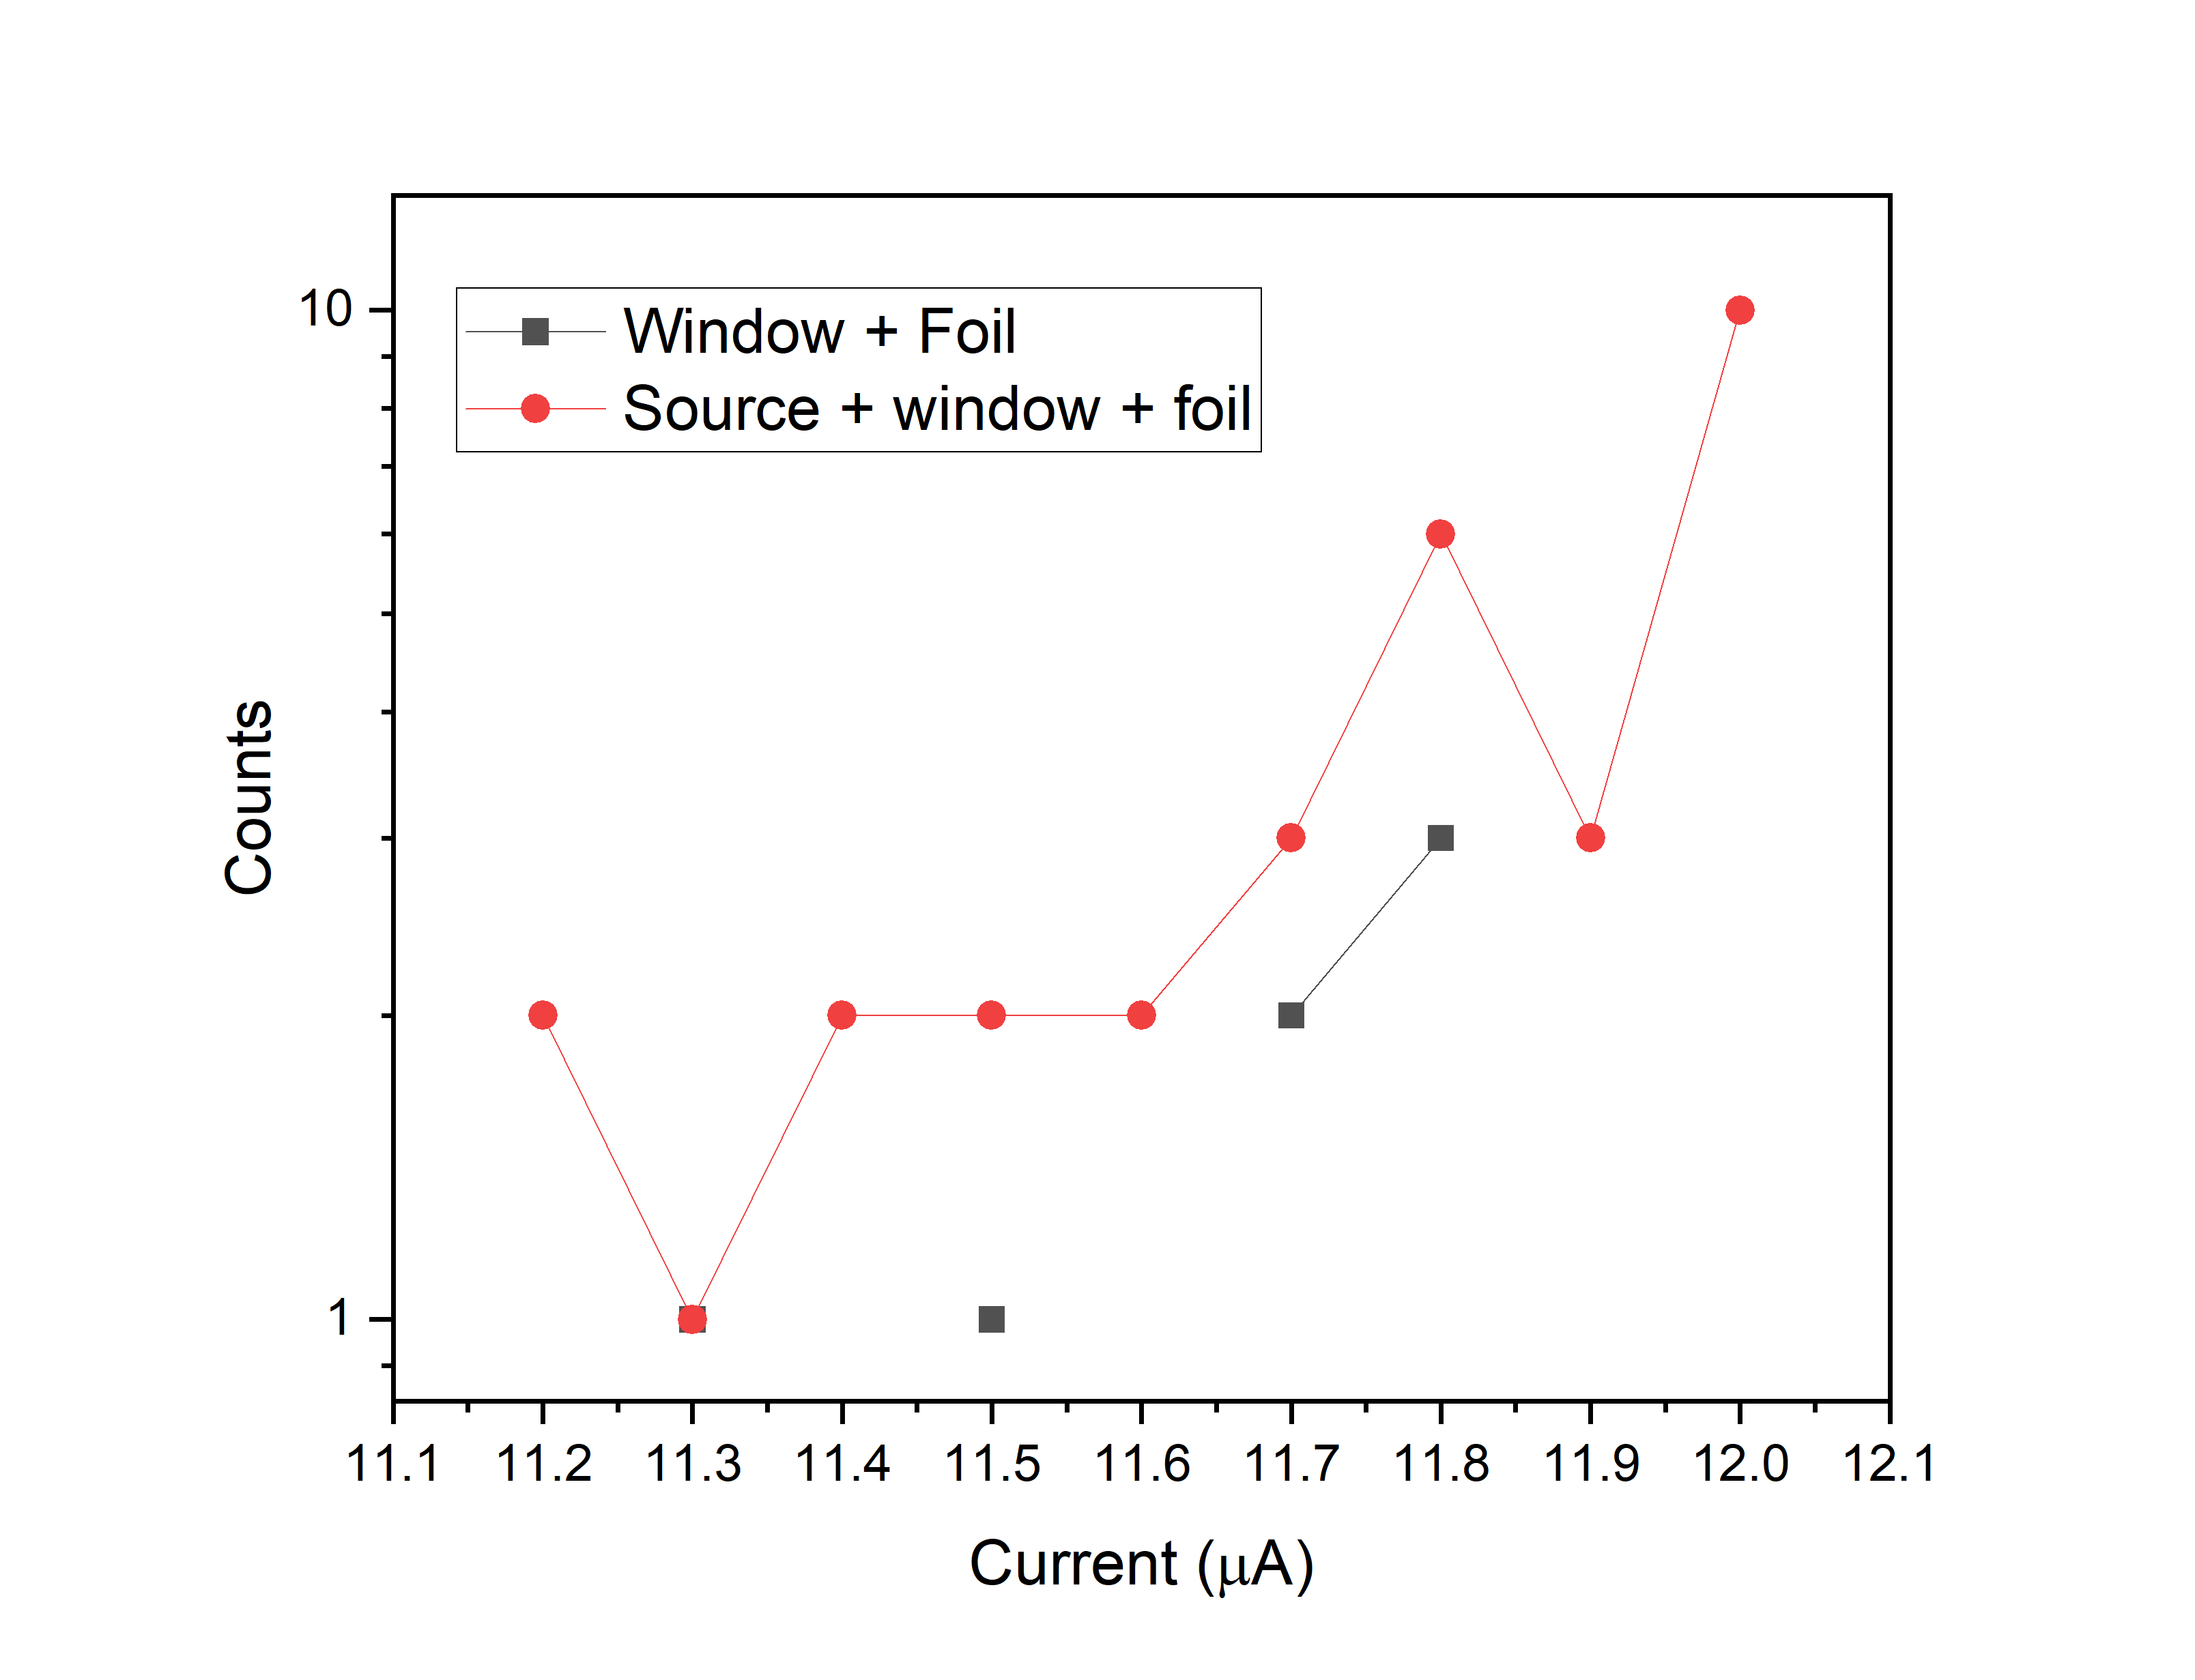 10
Window + Foil
Source + window + foil
Counts
1
11.1 11.2 11.3 11.4 11.5 11.6 11.7 11.8 11.9 12.0 12.1
Current (μA)